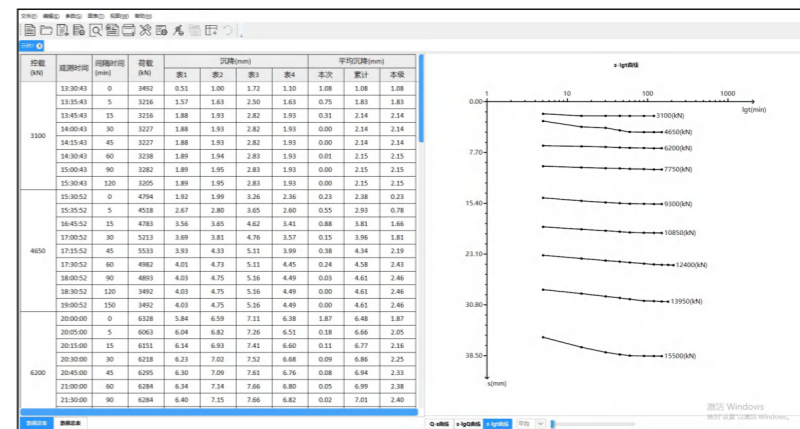 文件(F) 编辑(E) 参数(S) 图表(T) 视图(W) 帮助(H)
控载(kN) 观测时间 间隔时间(min) 荷载(kN) 沉降(mm) 平均沉降(mm)
表1 表2 表3 表4 本次 累计 本级
3100
13:30:43 0 3492 0.51 1.00 1.72 1.10 1.08 1.08 1.08
13:35:43 5 3216 1.57 1.63 2.50 1.63 0.75 1.83 1.83
13:45:43 15 3216 1.88 1.93 2.82 1.93 0.31 2.14 2.14
14:00:43 30 3227 1.88 1.93 2.82 1.93 0.00 2.14 2.14
14:15:43 45 3227 1.88 1.93 2.82 1.93 0.00 2.14 2.14
14:30:43 60 3238 1.89 1.94 2.83 1.93 0.01 2.15 2.15
15:00:43 90 3282 1.89 1.95 2.83 1.93 0.00 2.15 2.15
15:30:43 120 3205 1.89 1.95 2.83 1.93 0.00 2.15 2.15
4650
15:30:52 0 4794 1.92 1.99 3.26 2.36 0.23 2.38 0.23
15:35:52 5 4518 2.67 2.80 3.65 2.60 0.55 2.93 0.78
16:45:52 15 4783 3.56 3.65 4.62 3.41 0.88 3.81 1.66
17:00:52 30 5213 3.69 3.81 4.76 3.57 0.15 3.96 1.81
17:15:52 45 5533 3.93 4.33 5.11 3.99 0.38 4.34 2.19
17:30:52 60 4982 4.01 4.73 5.11 4.45 0.24 4.58 2.43
18:00:52 90 4893 4.03 4.75 5.16 4.49 0.03 4.61 2.46
18:30:52 120 3492 4.03 4.75 5.16 4.49 0.00 4.61 2.46
19:00:52 150 3492 4.03 4.75 5.16 4.49 0.00 4.61 2.46
6200
20:00:00 0 6328 5.84 6.59 7.11 6.38 1.87 6.48 1.87
20:05:00 5 6063 6.04 6.82 7.26 6.51 0.18 6.66 2.05
20:15:00 15 6151 6.14 6.93 7.41 6.60 0.11 6.77 2.16
20:30:00 30 6218 6.23 7.02 7.52 6.68 0.09 6.86 2.25
20:45:00 45 6295 6.30 7.09 7.61 6.76 0.08 6.94 2.33
21:00:00 60 6284 6.34 7.14 7.66 6.80 0.05 6.99 2.38
21:30:00 90 6284 6.40 7.15 7.66 6.82 0.02 7.01 2.40
数据总表
s-lgt曲线
1 10 100 1000
lgt(min)
0.00
3100(kN)
4650(kN)
6200(kN)
7.70
7750(kN)
15.40
9300(kN)
10850(kN)
23.10
12400(kN)
13950(kN)
30.80
38.50
15500(kN)
s(mm)
Q-s曲线 s-lgQ曲线 s-lgt曲线 平均
激活 Windows